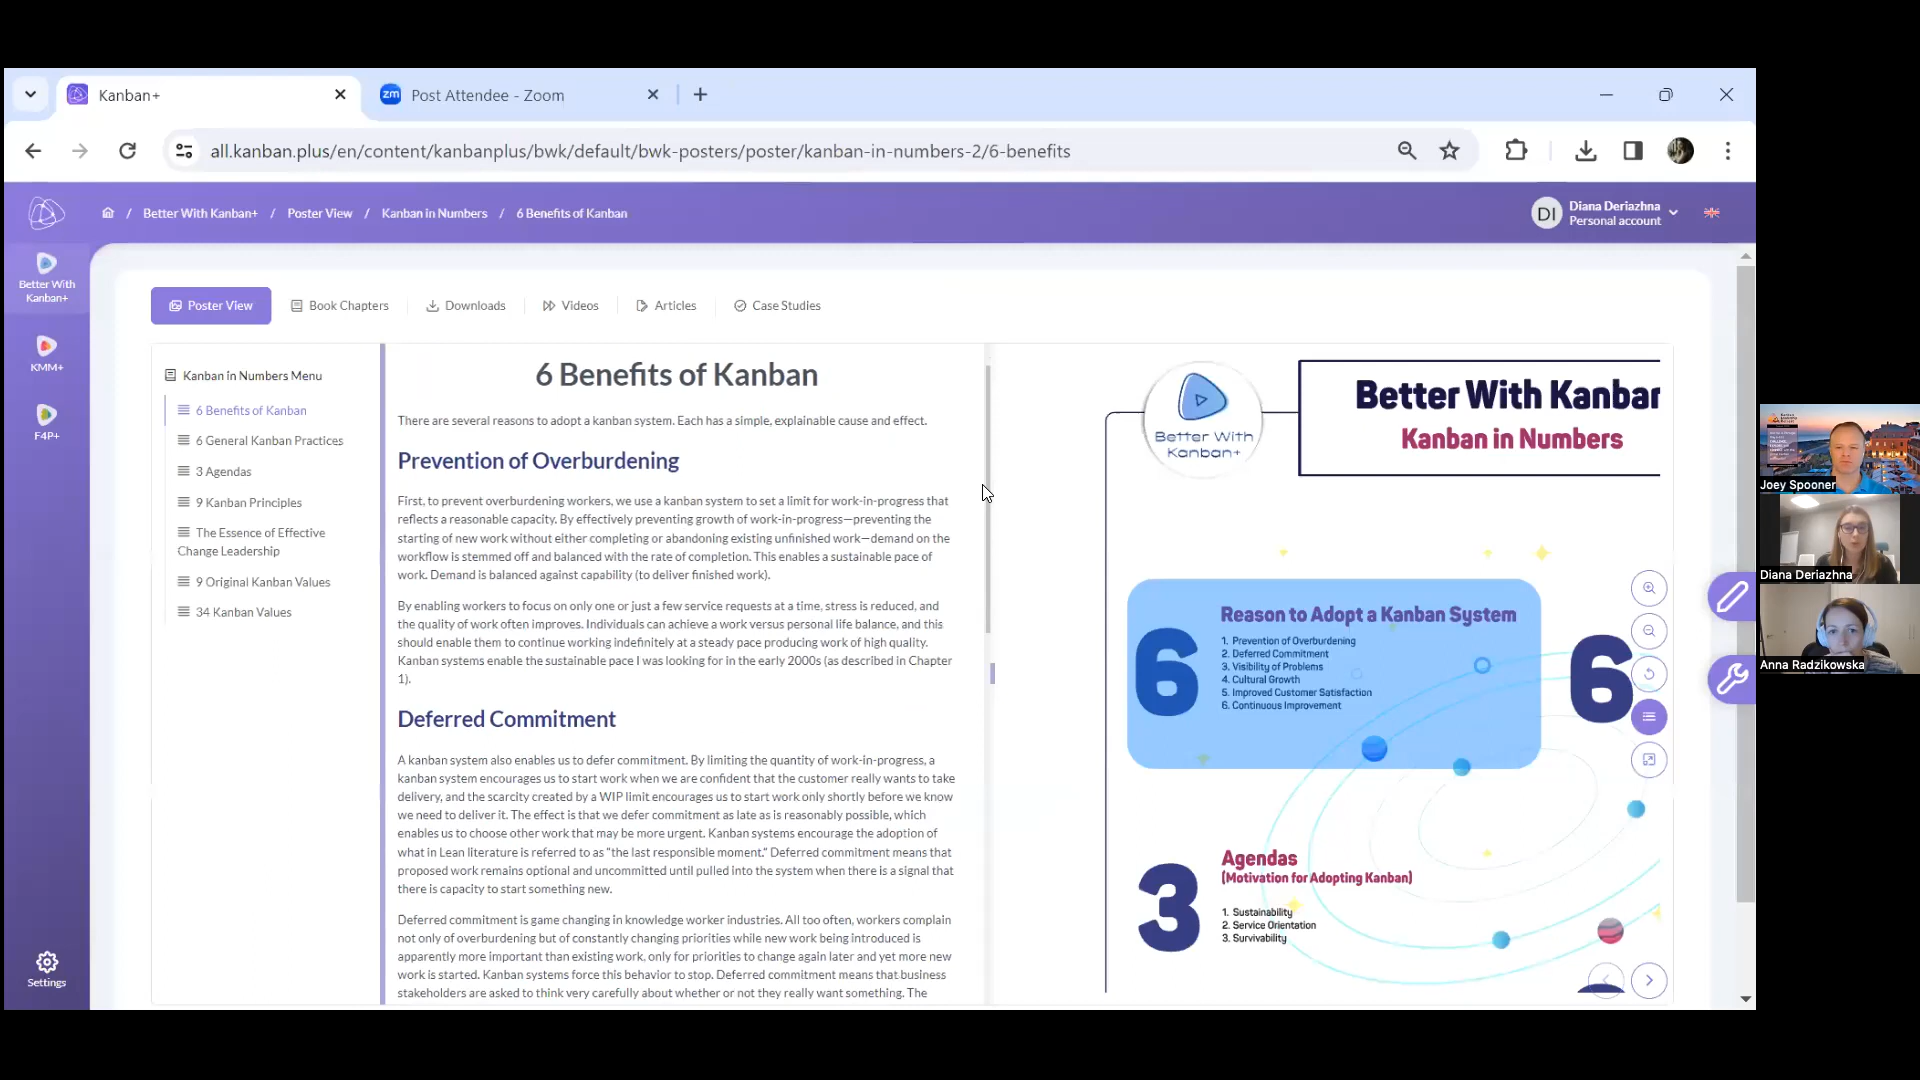 Kanban+
zm
Post Attendee - Zoom
all.kanban.plus/en/content/kanbanplus/bwk/default/bwk-posters/poster/kanban-in-numbers-2/6-benefits
/ Better With Kanban+ / Poster View / Kanban in Numbers / 6 Benefits of Kanban
DI
Diana Deriazhna
Personal account
Better With
Kanban+
KMM+
F4P+
Settings
Poster View
Book Chapters
Downloads
Videos
Articles
Case Studies
Kanban in Numbers Menu
6 Benefits of Kanban
6 General Kanban Practices
3 Agendas
9 Kanban Principles
The Essence of Effective
Change Leadership
9 Original Kanban Values
34 Kanban Values
6 Benefits of Kanban
There are several reasons to adopt a kanban system. Each has a simple, explainable cause and effect.
Prevention of Overburdening
First, to prevent overburdening workers, we use a kanban system to set a limit for work-in-progress that
reflects a reasonable capacity. By effectively preventing growth of work-in-progress—preventing the
starting of new work without either completing or abandoning existing unfinished work—demand on the
workflow is stemmed off and balanced with the rate of completion. This enables a sustainable pace of
work. Demand is balanced against capability (to deliver finished work).
By enabling workers to focus on only one or just a few service requests at a time, stress is reduced, and
the quality of work often improves. Individuals can achieve a work versus personal life balance, and this
should enable them to continue working indefinitely at a steady pace producing work of high quality.
Kanban systems enable the sustainable pace I was looking for in the early 2000s (as described in Chapter
1).
Deferred Commitment
A kanban system also enables us to defer commitment. By limiting the quantity of work-in-progress, a
kanban system encourages us to start work when we are confident that the customer really wants to take
delivery, and the scarcity created by a WIP limit encourages us to start work only shortly before we know
we need to deliver it. The effect is that we defer commitment as late as is reasonably possible, which
enables us to choose other work that may be more urgent. Kanban systems encourage the adoption of
what in Lean literature is referred to as "the last responsible moment." Deferred commitment means that
proposed work remains optional and uncommitted until pulled into the system when there is a signal that
there is capacity to start something new.
Deferred commitment is game changing in knowledge worker industries. All too often, workers complain
not only of overburdening but of constantly changing priorities while new work being introduced is
apparently more important than existing work, only for priorities to change again later and yet more new
work is started. Kanban systems force this behavior to stop. Deferred commitment means that business
stakeholders are asked to think very carefully about whether or not they really want something. The
Better With
Kanban+
Better With Kanban
Kanban in Numbers
6
Reason to Adopt a Kanban System
1. Prevention of Overburdening
2. Deferred Commitment
3. Visibility of Problems
4. Cultural Growth
5. Improved Customer Satisfaction
6. Continuous Improvement
6
3
Agendas
(Motivation for Adopting Kanban)
1. Sustainability
2. Service Orientation
3. Survivability
Joey Spooner
Diana Deriazhna
Anna Radzikowska